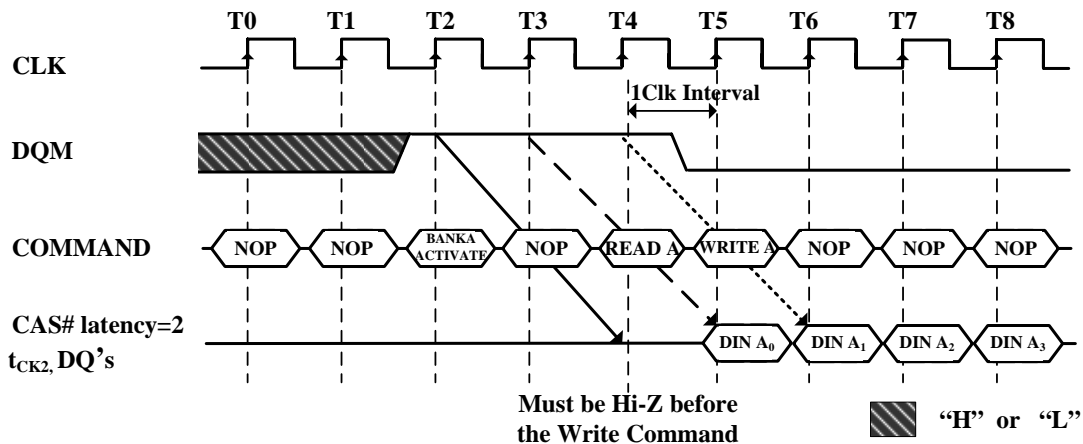 T0 T1 T2 T3 T4 T5 T6 T7 T8
CLK
1Clk Interval
DQM
COMMAND NOP NOP BANKA ACTIVATE NOP READ A WRITE A NOP NOP NOP
CAS# latency=2
t_CK2, DQ's DIN A0 DIN A1 DIN A2 DIN A3
Must be Hi-Z before
the Write Command
“H” or “L”